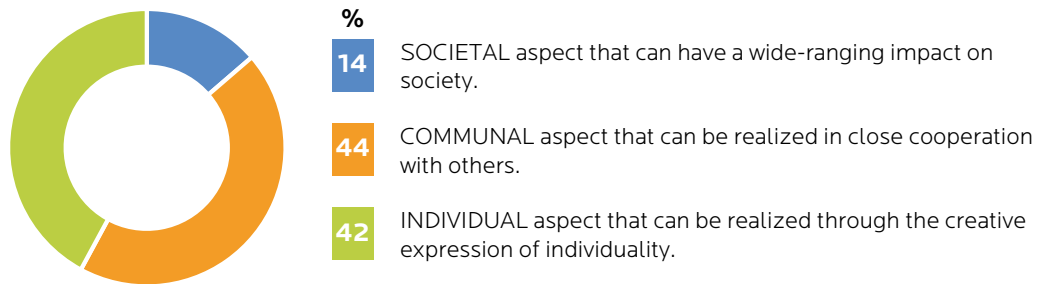 %
14
SOCIETAL aspect that can have a wide-ranging impact on
society.
44
COMMUNAL aspect that can be realized in close cooperation
with others.
42
INDIVIDUAL aspect that can be realized through the creative
expression of individuality.